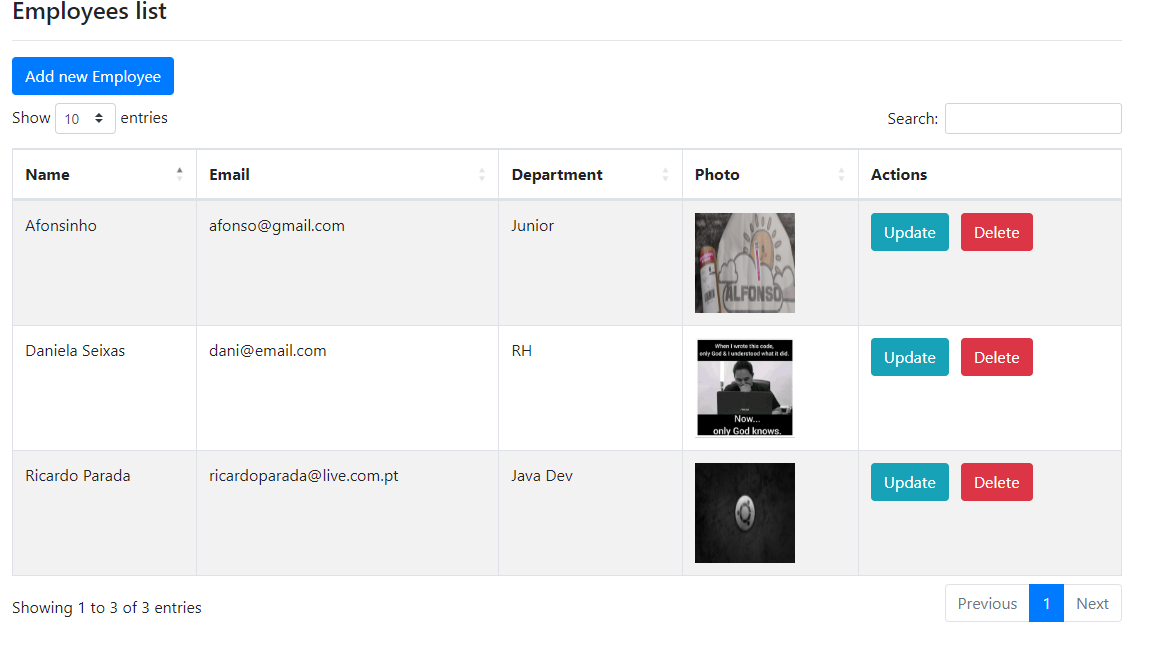 Employees list
Add new Employee
Show 10 entries
Search:
Name Email Department Photo Actions
Afonsinho afonso@gmail.com Junior Update Delete
ALFONSO
Daniela Seixas dani@email.com RH Update Delete
When I wrote this code,
only God & I understood what it did.
Now...
only God knows.
Ricardo Parada ricardoparada@live.com.pt Java Dev Update Delete
Showing 1 to 3 of 3 entries
Previous 1 Next